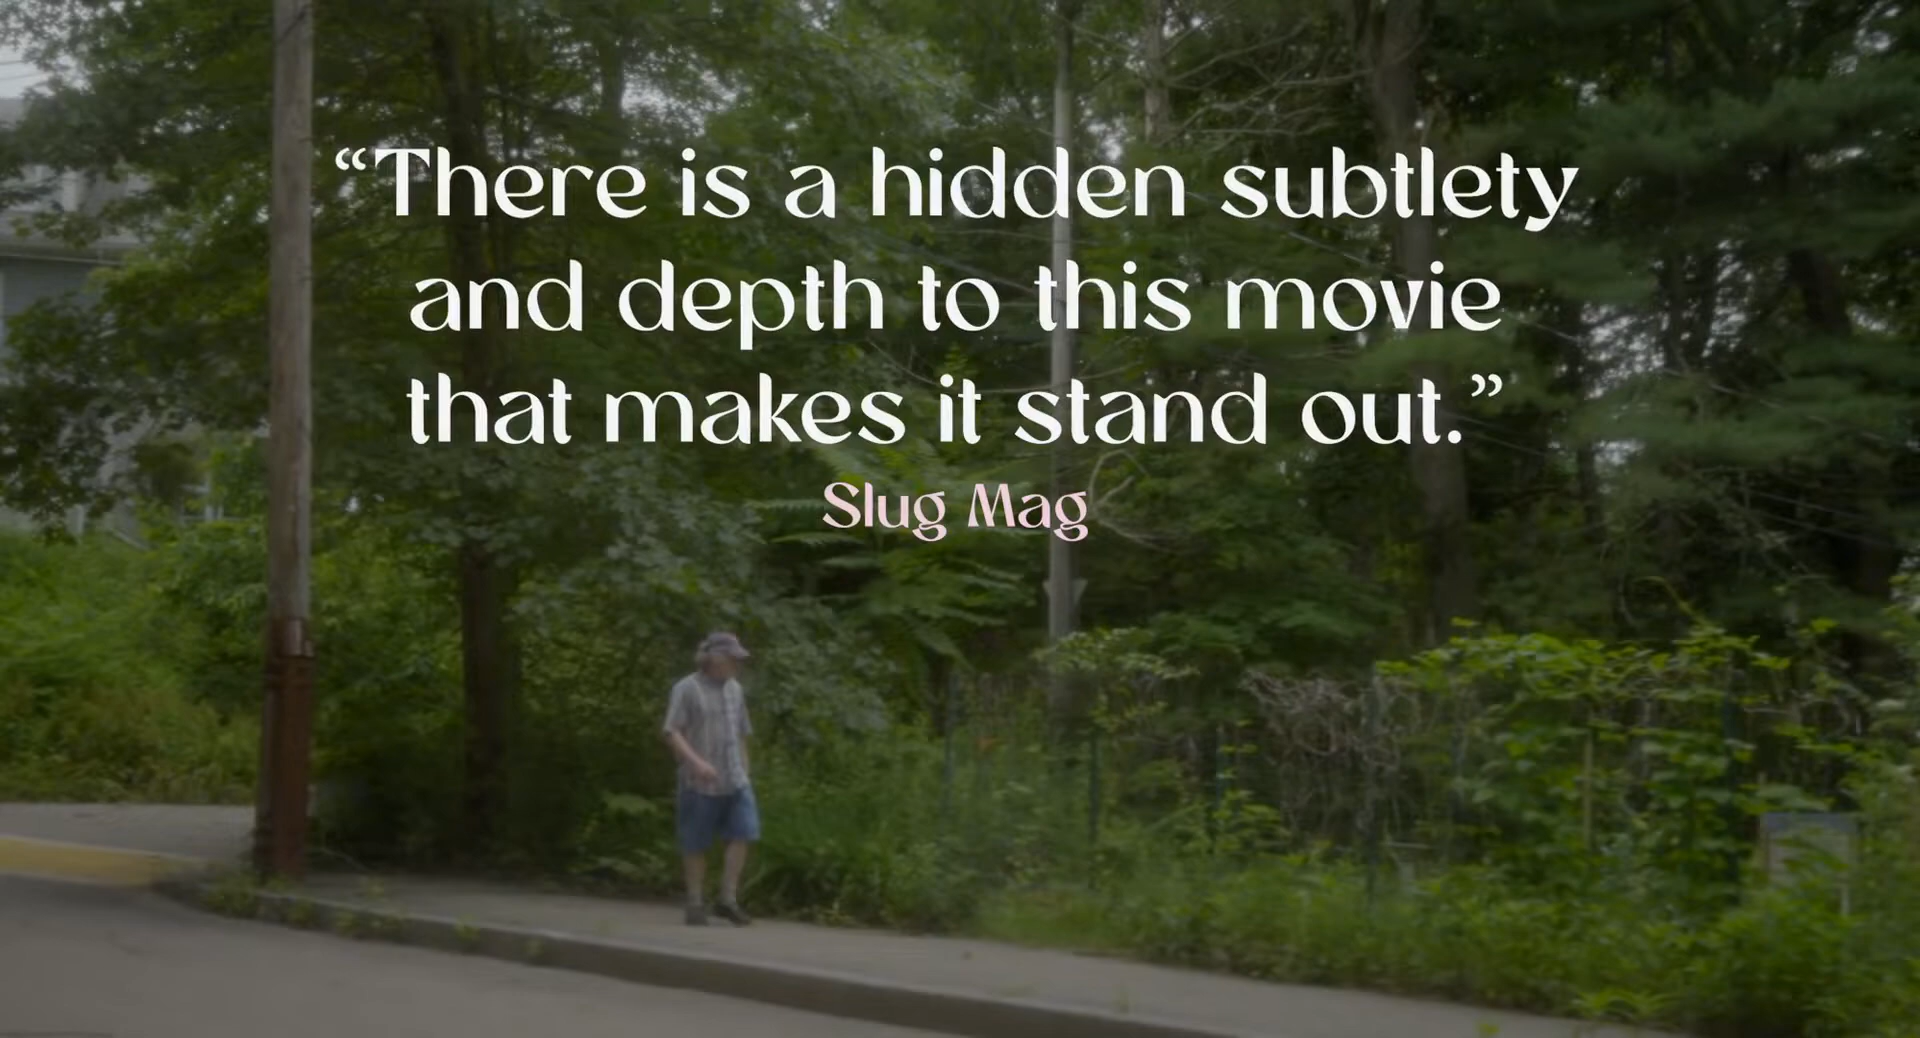 “There is a hidden subtlety
and depth to this movie
that makes it stand out.”
Slug Mag